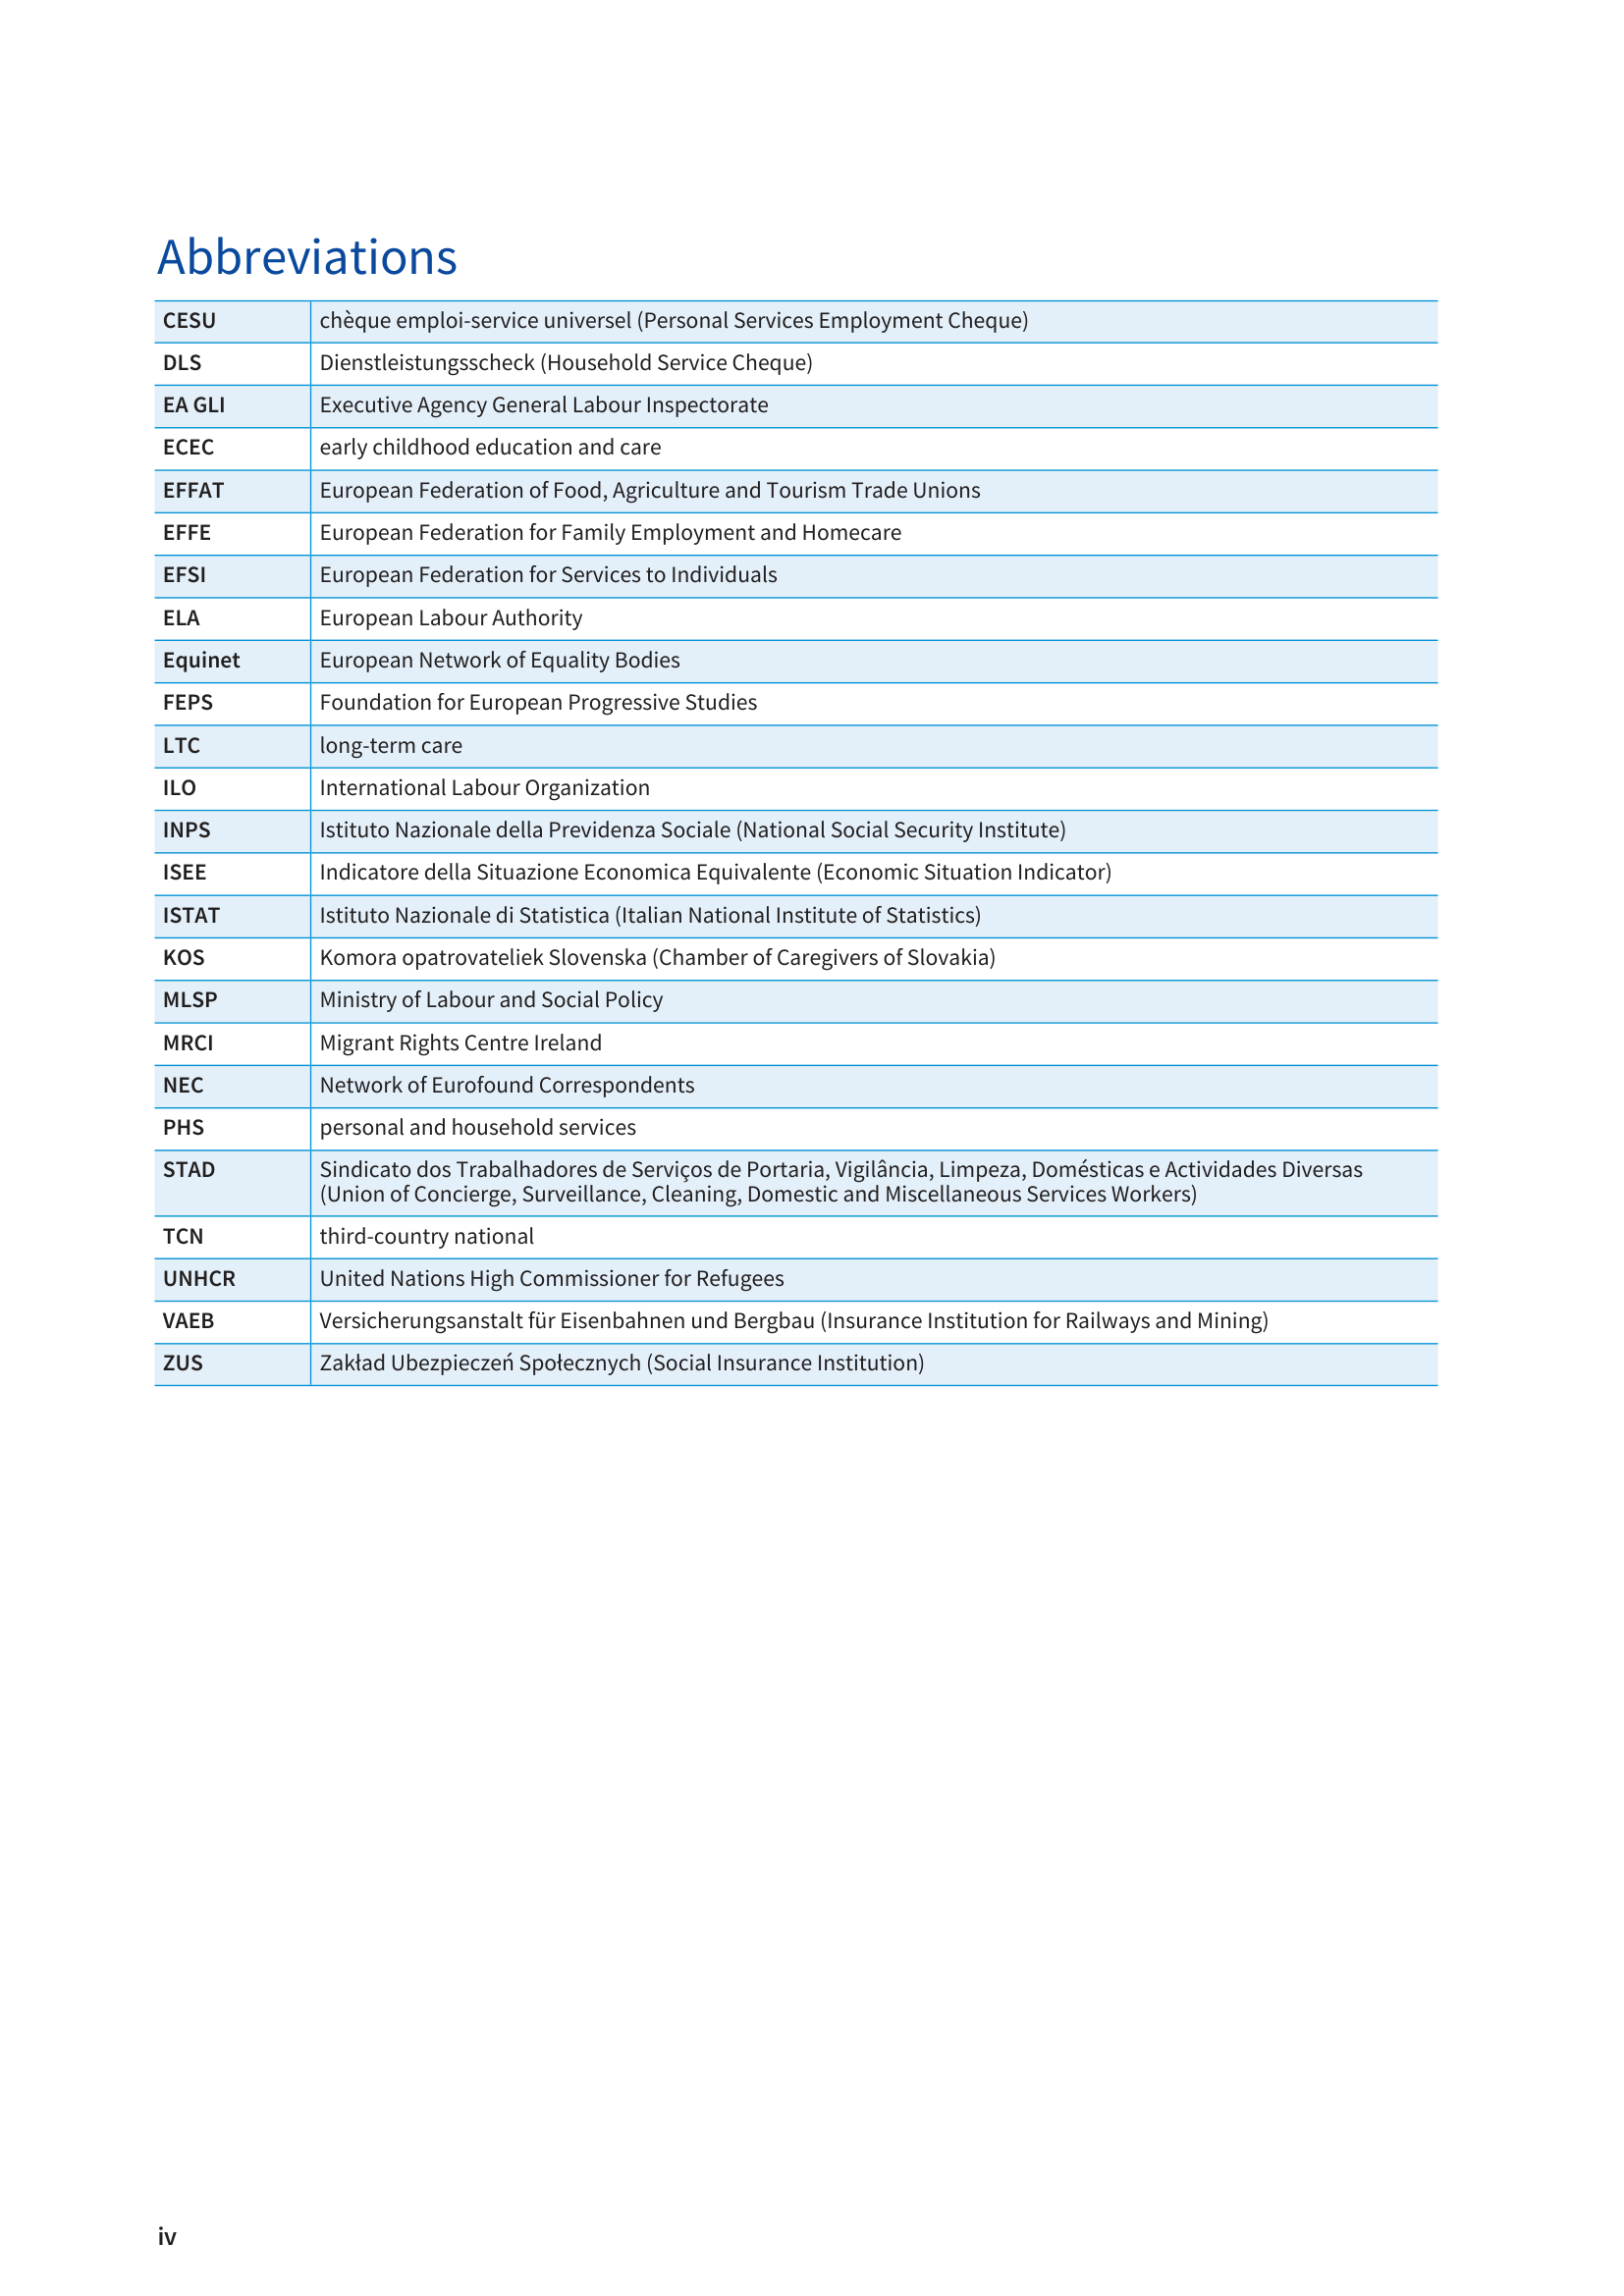 Abbreviations
CESU chèque emploi-service universel (Personal Services Employment Cheque)
DLS Dienstleistungsscheck (Household Service Cheque)
EA GLI Executive Agency General Labour Inspectorate
ECEC early childhood education and care
EFFAT European Federation of Food, Agriculture and Tourism Trade Unions
EFFE European Federation for Family Employment and Homecare
EFSI European Federation for Services to Individuals
ELA European Labour Authority
Equinet European Network of Equality Bodies
FEPS Foundation for European Progressive Studies
LTC long-term care
ILO International Labour Organization
INPS Istituto Nazionale della Previdenza Sociale (National Social Security Institute)
ISEE Indicatore della Situazione Economica Equivalente (Economic Situation Indicator)
ISTAT Istituto Nazionale di Statistica (Italian National Institute of Statistics)
KOS Komora opatrovateliek Slovenska (Chamber of Caregivers of Slovakia)
MLSP Ministry of Labour and Social Policy
MRCI Migrant Rights Centre Ireland
NEC Network of Eurofound Correspondents
PHS personal and household services
STAD Sindicato dos Trabalhadores de Serviços de Portaria, Vigilância, Limpeza, Domésticas e Actividades Diversas
(Union of Concierge, Surveillance, Cleaning, Domestic and Miscellaneous Services Workers)
TCN third-country national
UNHCR United Nations High Commissioner for Refugees
VAEB Versicherungsanstalt für Eisenbahnen und Bergbau (Insurance Institution for Railways and Mining)
ZUS Zakład Ubezpieczeń Społecznych (Social Insurance Institution)
iv